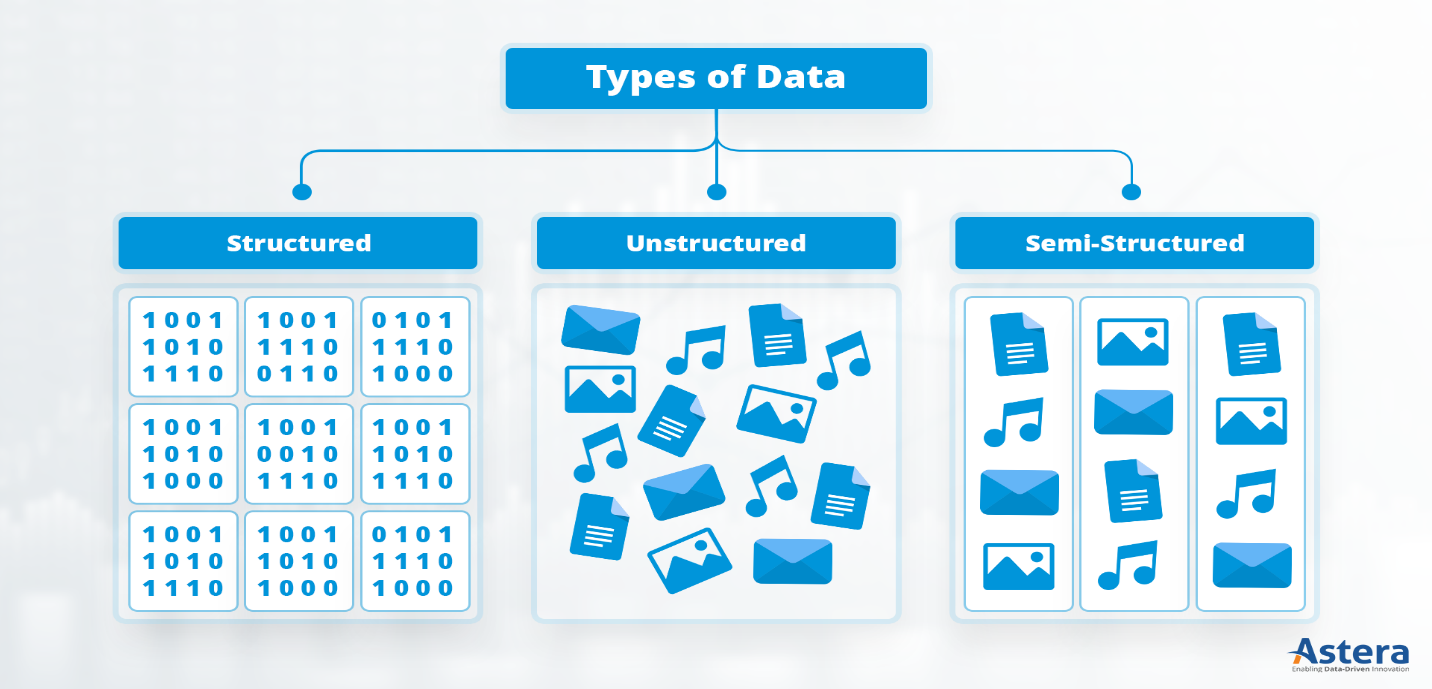 Types of Data
Structured
Unstructured
Semi-Structured
1 0 0 1
1 0 1 0
1 1 1 0
1 0 0 1
1 1 1 0
0 1 1 0
0 1 0 1
1 1 1 0
1 0 0 0
1 0 0 1
1 0 1 0
1 0 0 0
1 0 0 1
0 0 1 0
1 1 1 0
1 0 0 1
1 0 1 0
1 1 1 0
1 0 0 1
1 0 1 0
1 1 1 0
1 0 0 1
1 0 1 0
1 0 0 0
0 1 0 1
1 1 1 0
1 0 0 0
Astera
Enabling Data-Driven Innovation